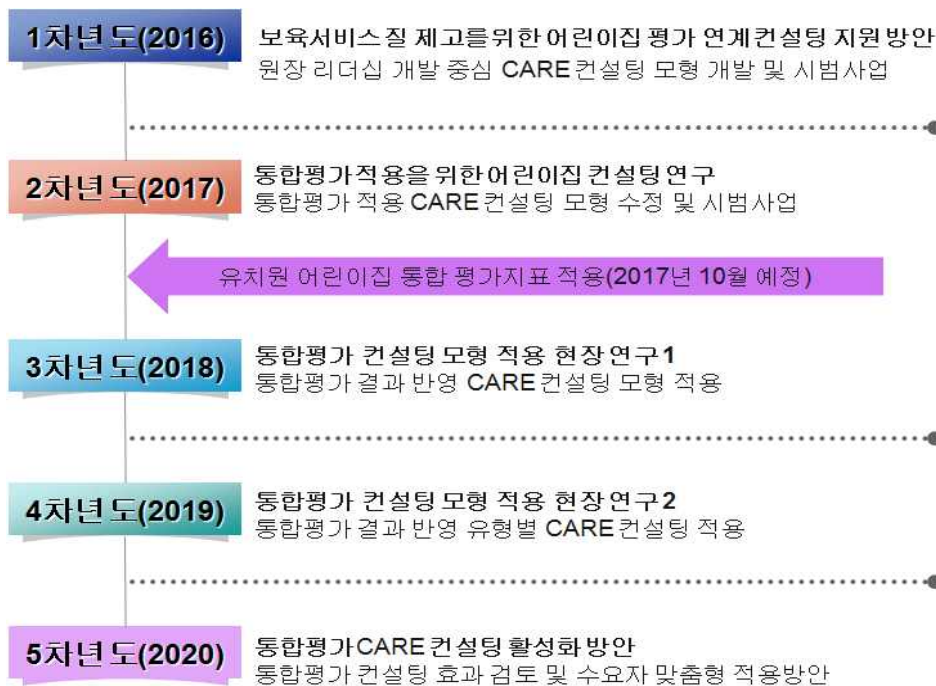 1차년도(2016)
보육서비스 질 제고를 위한 어린이집 평가 연계 컨설팅 지원 방안
원장 리더십 개발 중심 CARE 컨설팅 모형 개발 및 시범사업
2차년도(2017)
통합평가 적용을 위한 어린이집 컨설팅 연구
통합평가 적용 CARE 컨설팅 모형 수정 및 시범사업
유치원 어린이집 통합 평가지표 적용(2017년 10월 예정)
3차년도(2018)
통합평가 컨설팅 모형 적용 현장 연구 1
통합평가 결과 반영 CARE 컨설팅 모형 적용
4차년도(2019)
통합평가 컨설팅 모형 적용 현장 연구 2
통합평가 결과 반영 유형별 CARE 컨설팅 적용
5차년도(2020)
통합평가 CARE 컨설팅 활성화 방안
통합평가 컨설팅 효과 검토 및 수요자 맞춤형 적용방안